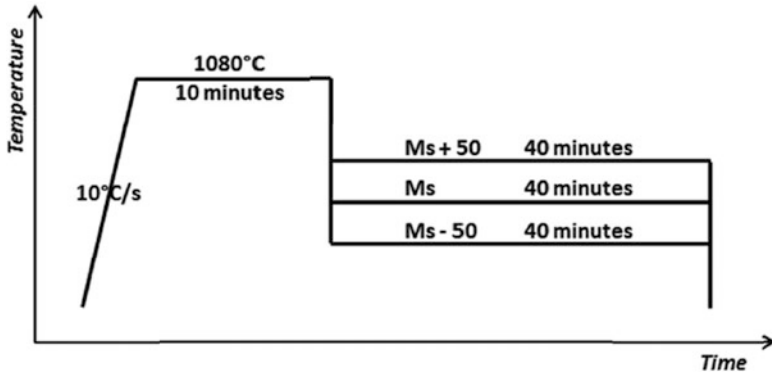 Temperature
1080°C
10 minutes
10°C/s
Ms + 50 40 minutes
Ms 40 minutes
Ms - 50 40 minutes
Time